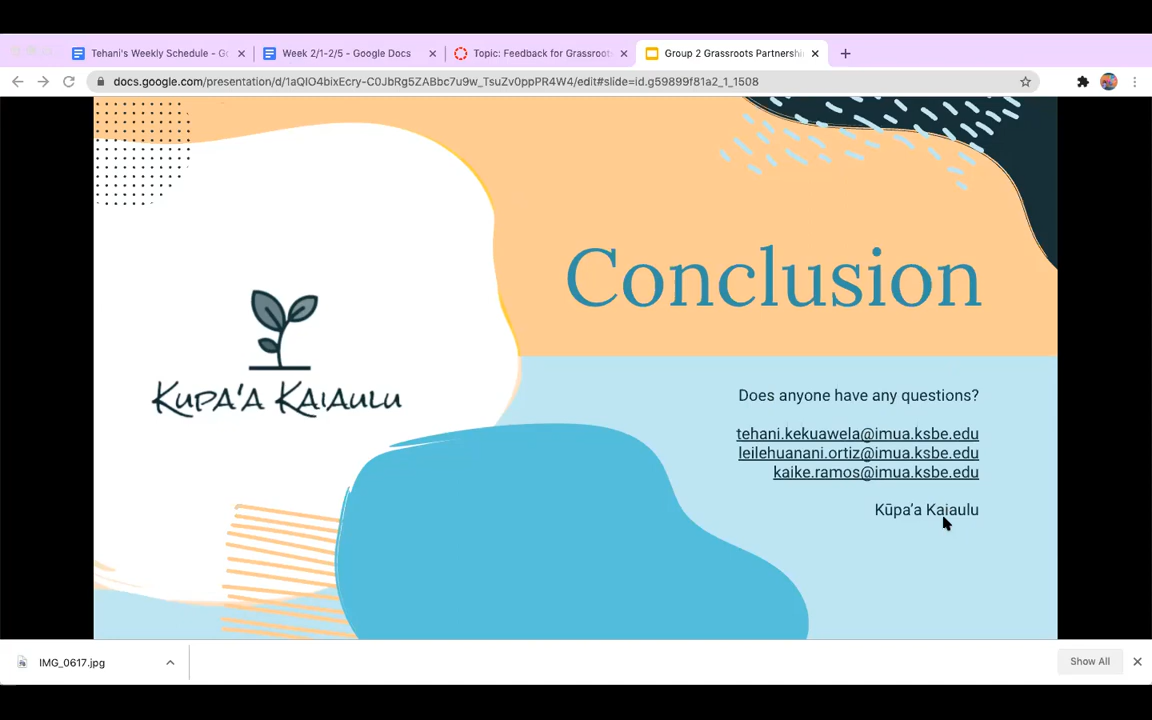 Tehani's Weekly Schedule - Go
Week 2/1-2/5 - Google Docs
Topic: Feedback for Grassroots
Group 2 Grassroots Partnershi
docs.google.com/presentation/d/1aQIO4bixEcry-C0JbRg5ZABbc7u9w_TsuZv0ppPR4W4/edit#slide=id.g59899f81a2_1_1508
Conclusion
KUPA'A KAIAULU
Does anyone have any questions?
tehani.kekuawela@imua.ksbe.edu
leilehuanani.ortiz@imua.ksbe.edu
kaike.ramos@imua.ksbe.edu
Kūpa'a Kaiaulu
IMG_0617.jpg
Show All